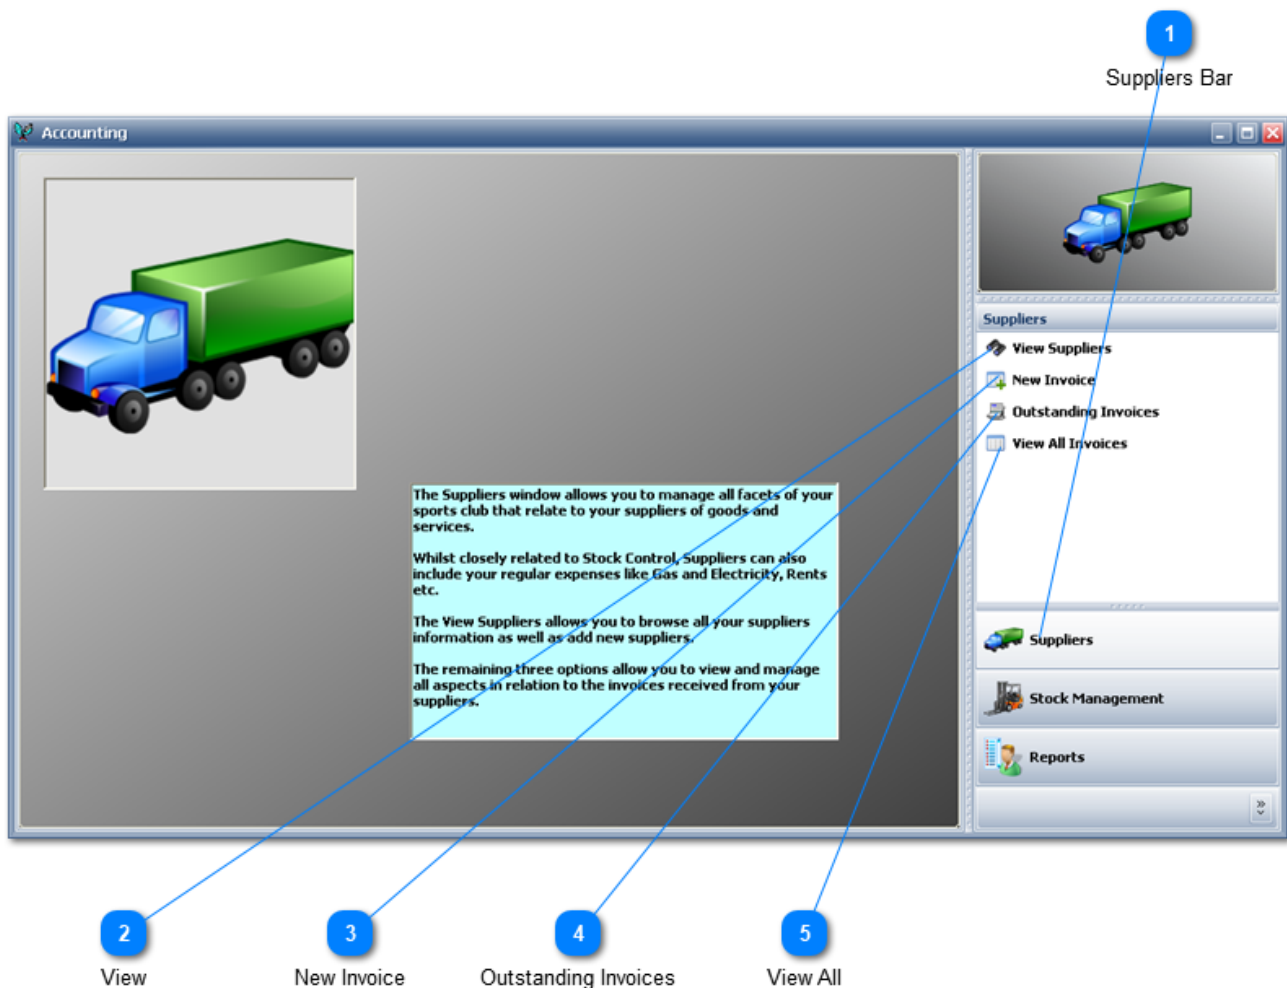 1
Suppliers Bar
Accounting
Suppliers
View Suppliers
New Invoice
Outstanding Invoices
View All Invoices
The Suppliers window allows you to manage all facets of your
sports club that relate to your suppliers of goods and
services.
Whilst closely related to Stock Control, Suppliers can also
include your regular expenses like Gas and Electricity, Rents
etc.
The View Suppliers allows you to browse all your suppliers
information as well as add new suppliers.
The remaining three options allow you to view and manage
all aspects in relation to the invoices received from your
suppliers.
Suppliers
Stock Management
Reports
2
View
3
New Invoice
4
Outstanding Invoices
5
View All